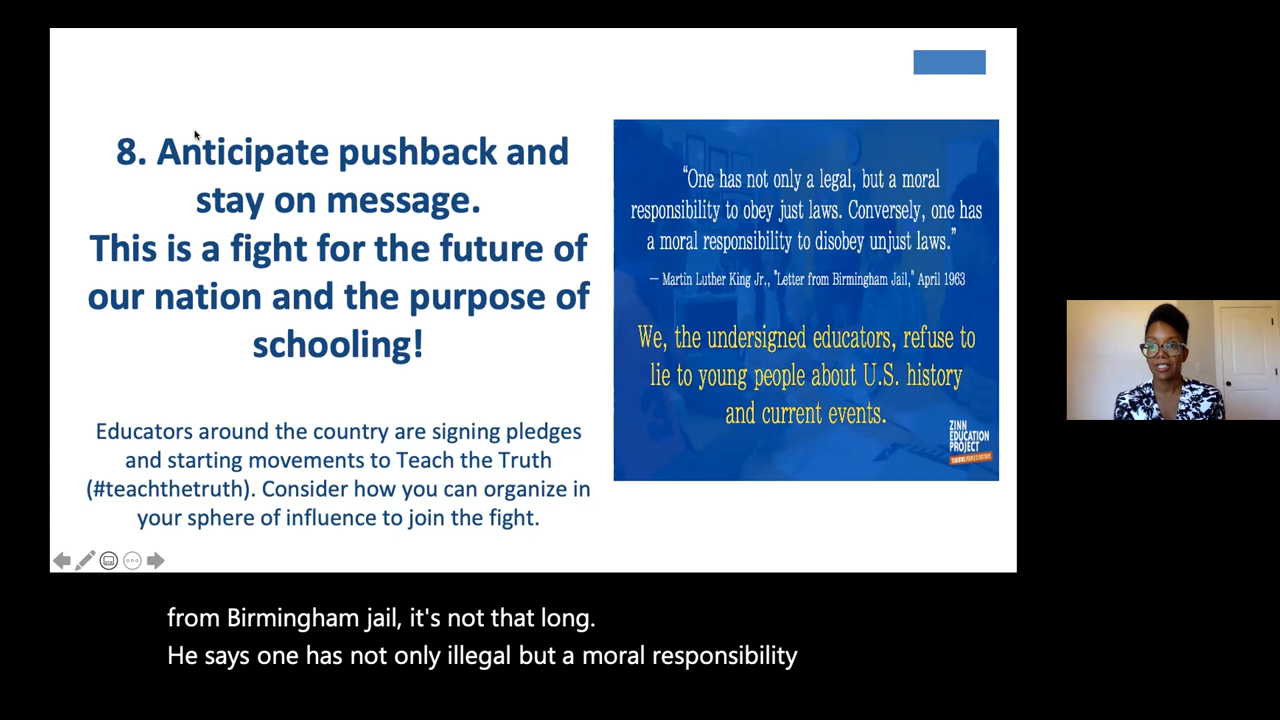 8. Anticipate pushback and
stay on message.
This is a fight for the future of
our nation and the purpose of
schooling!
Educators around the country are signing pledges
and starting movements to Teach the Truth
(#teachthetruth). Consider how you can organize in
your sphere of influence to join the fight.
“One has not only a legal, but a moral
responsibility to obey just laws. Conversely, one has
a moral responsibility to disobey unjust laws.”
— Martin Luther King Jr., "Letter from Birmingham Jail," April 1963
We, the undersigned educators, refuse to
lie to young people about U.S. history
and current events.
ZINN
EDUCATION
PROJECT
from Birmingham jail, it's not that long.
He says one has not only illegal but a moral responsibility